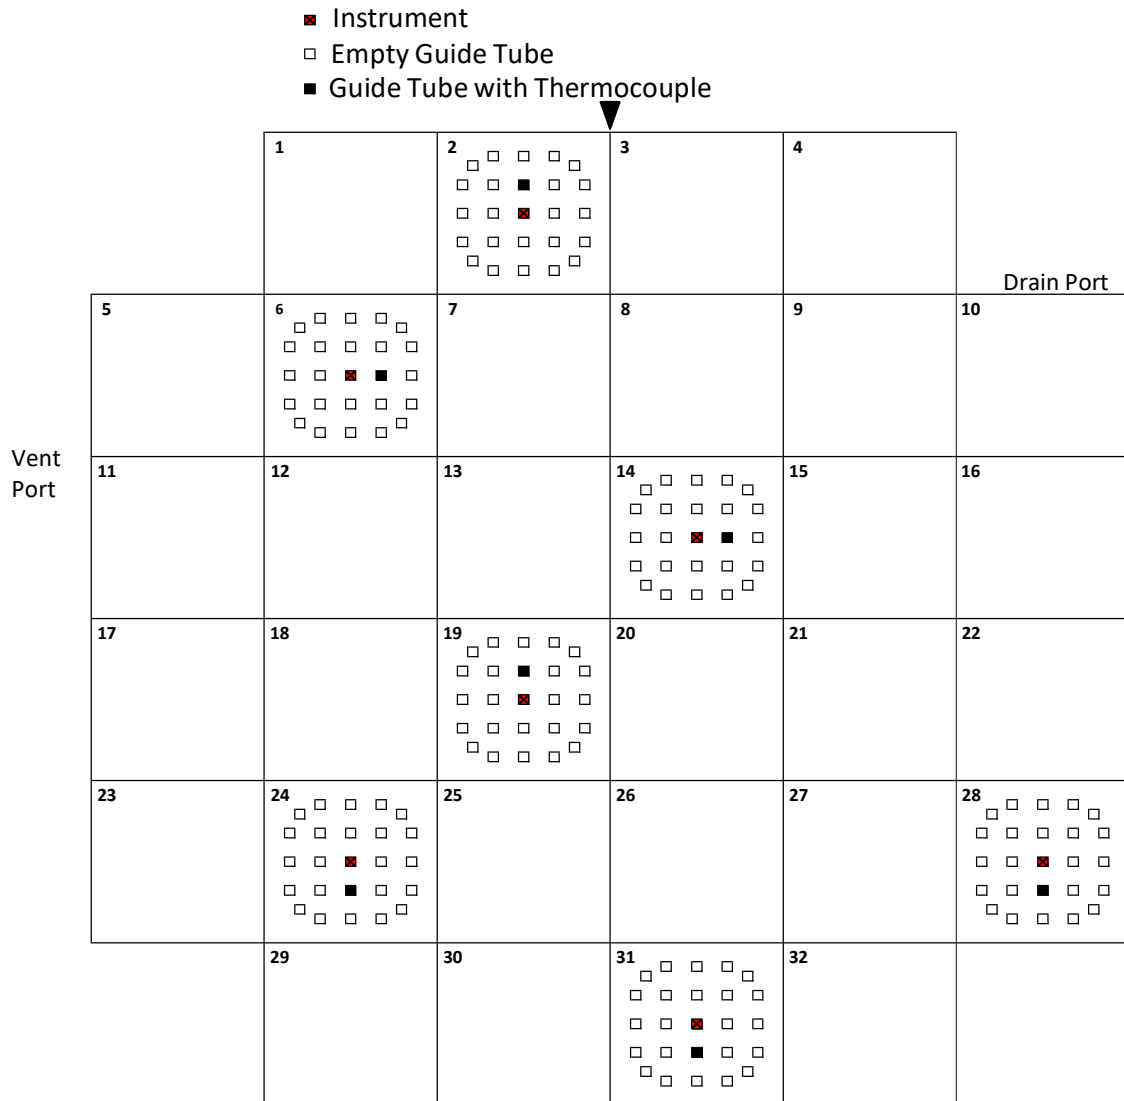 Instrument
Empty Guide Tube
Guide Tube with Thermocouple
1 2 3 4
Drain Port
5 6 7 8 9 10
Vent
Port
11 12 13 14 15 16
17 18 19 20 21 22
23 24 25 26 27 28
29 30 31 32